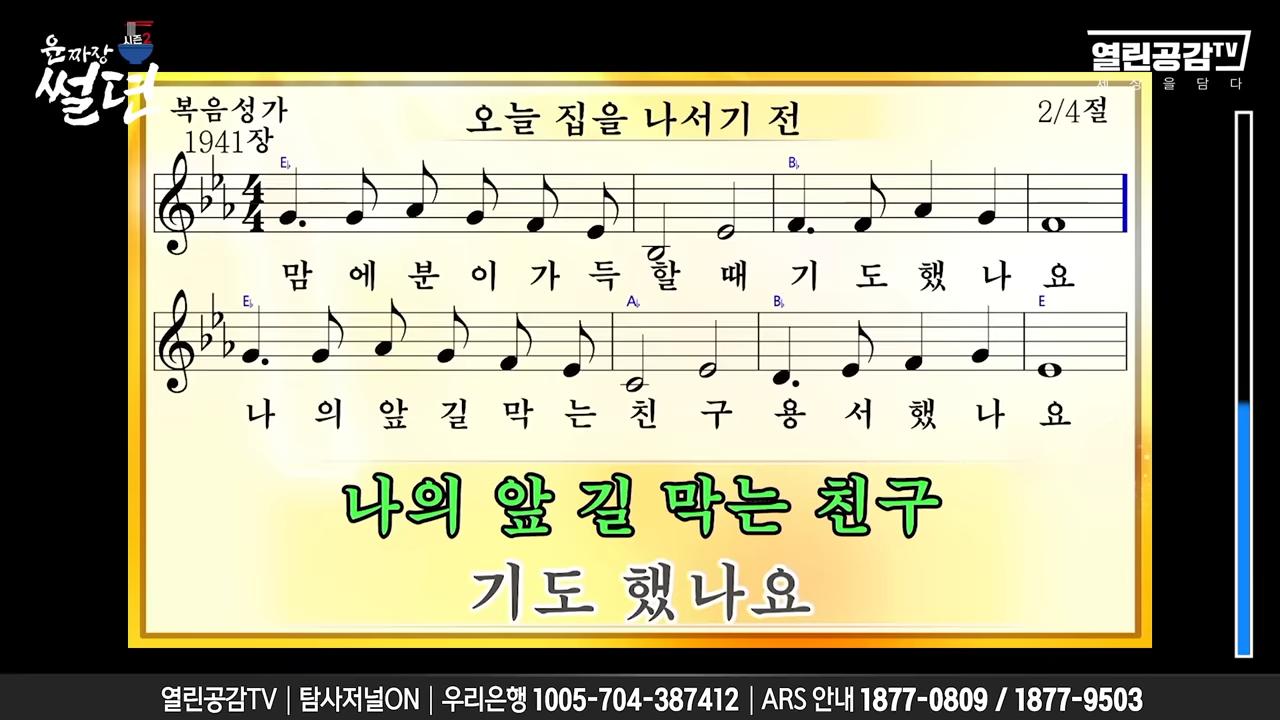 윤짜장
시즌2
썰뎐
열린공감TV
세상을담다
복음성가
1941장
오늘 집을 나서기 전
2/4절
E♭ B♭
맘 에 분 이 가 득 할 때 기 도 했 나 요
E♭ A♭ B♭ E
나 의 앞 길 막 는 친 구 용 서 했 나 요
나의 앞 길 막는 친구
기도 했나요
열린공감TV | 탐사저널ON | 우리은행 1005-704-387412 | ARS 안내 1877-0809 / 1877-9503